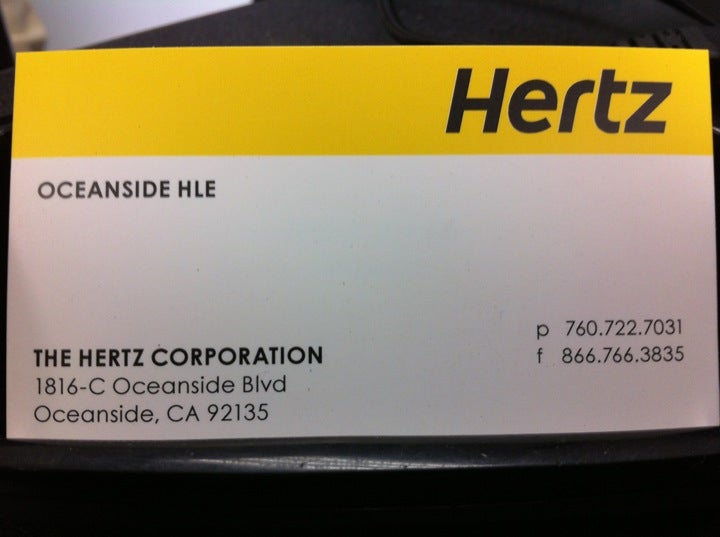 Hertz
OCEANSIDE HLE
p 760.722.7031
f 866.766.3835
THE HERTZ CORPORATION
1816-C Oceanside Blvd
Oceanside, CA 92135